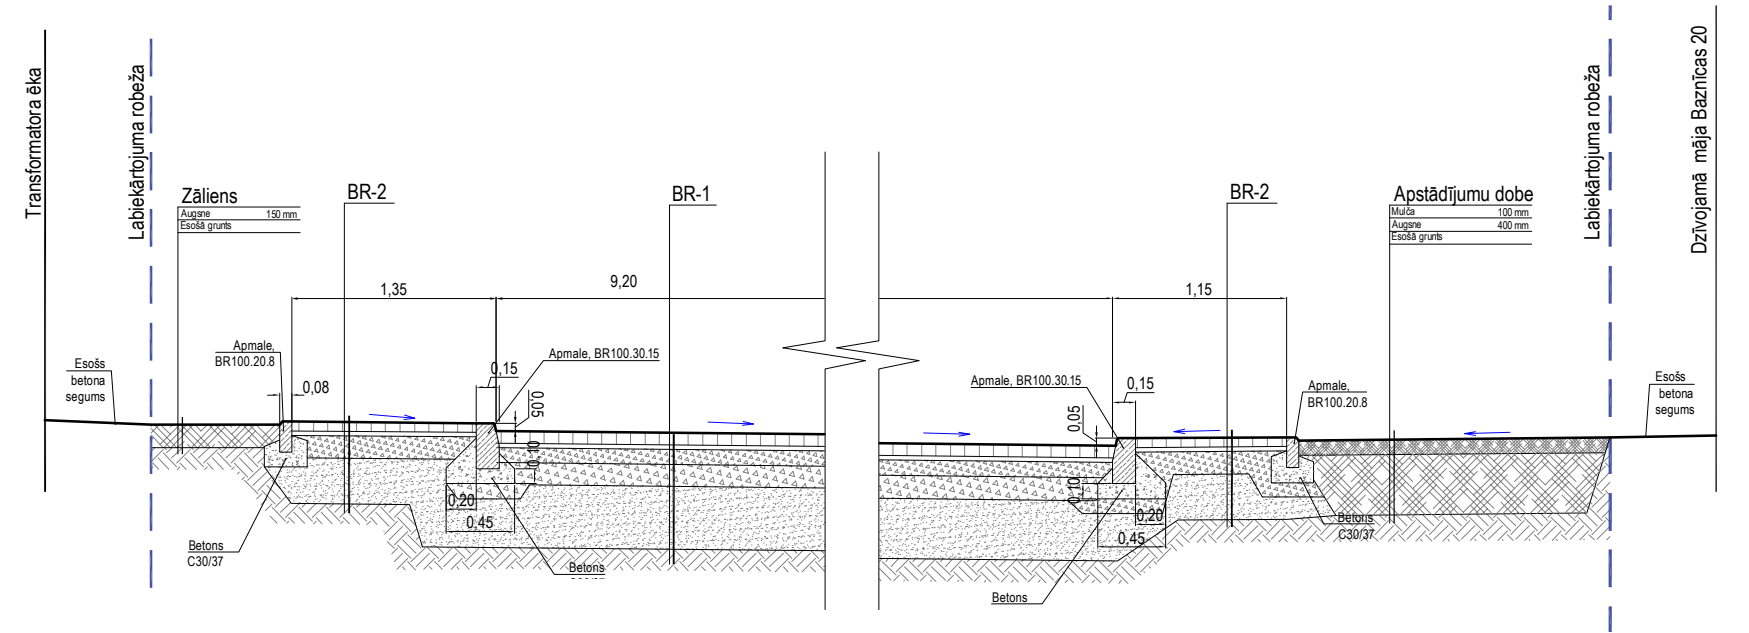 Transformatora ēka
Labiekārtojuma robeža
Zāliens
Augsne 150 mm
Esošā grunts
BR-2
BR-1
BR-2
Apstādījumu dobe
Mulča 100 mm
Augsne 400 mm
Esošā grunts
Labiekārtojuma robeža
Dzīvojamā māja Baznīcas 20
1,35
9,20
1,15
Esošs
betona
segums
Apmale,
BR100.20.8
0,08
0,15
Apmale, BR100.30.15
0,05
0,10
0,20
0,45
Betons
C30/37
Betons
Apmale, BR100.30.15
0,15
0,05
0,10
0,20
0,45
Betons
Apmale,
BR100.20.8
Betons
C30/37
Esošs
betona
segums